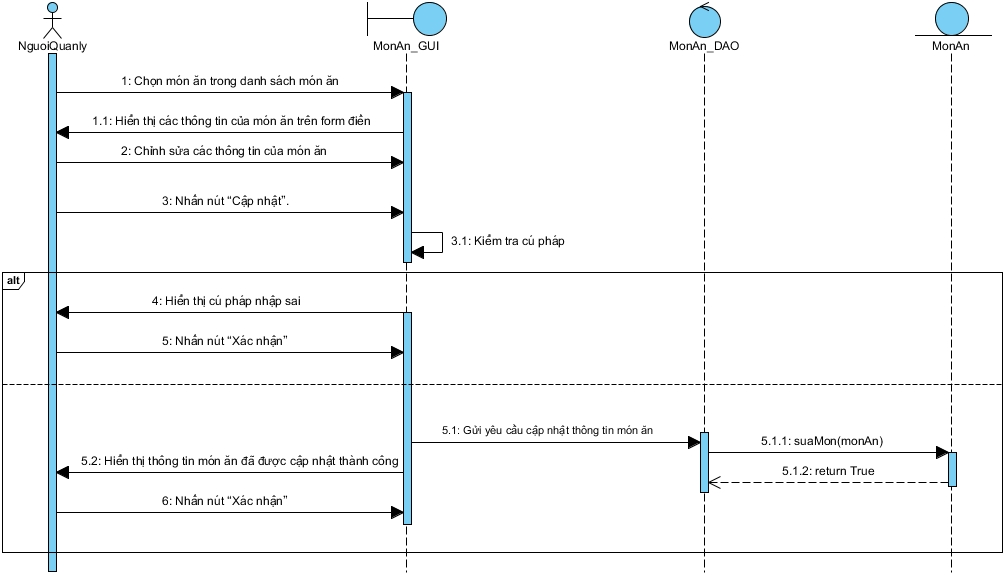 NguoiQuanly
MonAn_GUI
MonAn_DAO
MonAn
1: Chọn món ăn trong danh sách món ăn
1.1: Hiển thị các thông tin của món ăn trên form điền
2: Chỉnh sửa các thông tin của món ăn
3: Nhấn nút “Cập nhật”.
3.1: Kiểm tra cú pháp
alt
4: Hiển thị cú pháp nhập sai
5: Nhấn nút “Xác nhận”
5.1: Gửi yêu cầu cập nhật thông tin món ăn
5.1.1: suaMon(monAn)
5.2: Hiển thị thông tin món ăn đã được cập nhật thành công
5.1.2: return True
6: Nhấn nút “Xác nhận”